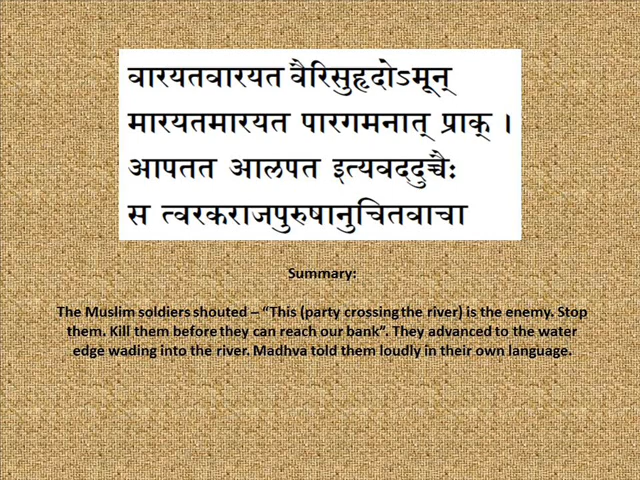 वारयतवारयत वैरिसुहृदोऽमून्
मारयतमारयत पारगमनात् प्राक् ।
आपतत आलपत इत्यवददुच्चैः
स त्वरकराजपुरुषानुचितवाचा
Summary:
The Muslim soldiers shouted – “This (party crossing the river) is the enemy. Stop
them. Kill them before they can reach our bank”. They advanced to the water
edge wading into the river. Madhva told them loudly in their own language.